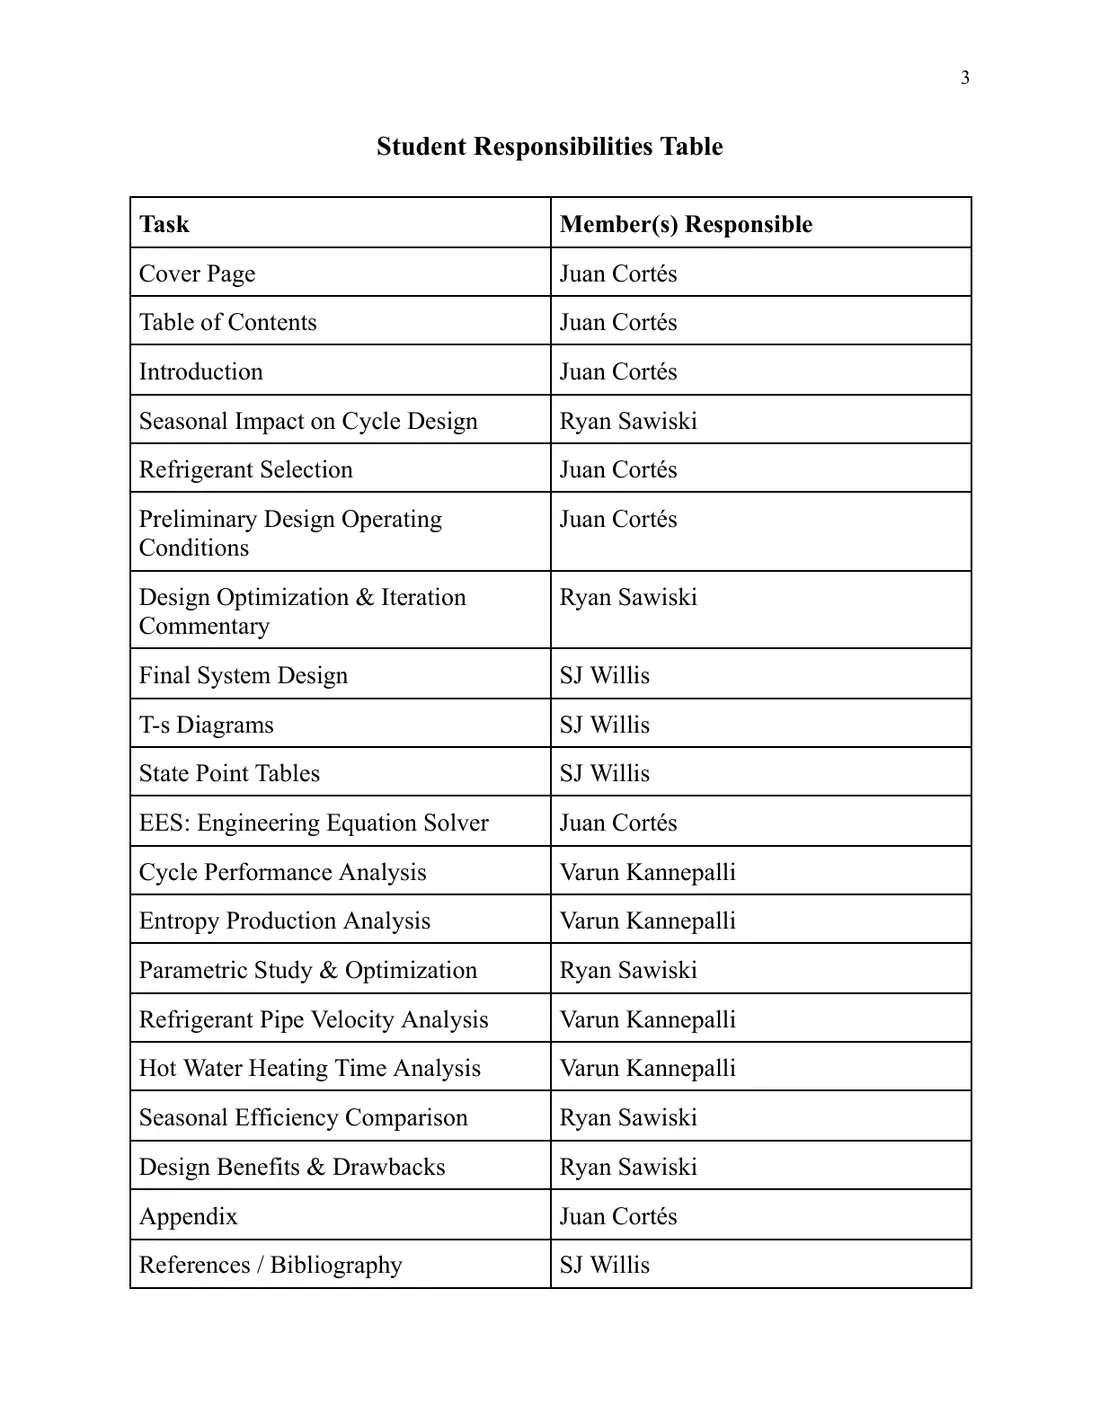 3
Student Responsibilities Table
Task Member(s) Responsible
Cover Page Juan Cortés
Table of Contents Juan Cortés
Introduction Juan Cortés
Seasonal Impact on Cycle Design Ryan Sawiski
Refrigerant Selection Juan Cortés
Preliminary Design Operating Juan Cortés
Conditions
Design Optimization & Iteration Ryan Sawiski
Commentary
Final System Design SJ Willis
T-s Diagrams SJ Willis
State Point Tables SJ Willis
EES: Engineering Equation Solver Juan Cortés
Cycle Performance Analysis Varun Kannepalli
Entropy Production Analysis Varun Kannepalli
Parametric Study & Optimization Ryan Sawiski
Refrigerant Pipe Velocity Analysis Varun Kannepalli
Hot Water Heating Time Analysis Varun Kannepalli
Seasonal Efficiency Comparison Ryan Sawiski
Design Benefits & Drawbacks Ryan Sawiski
Appendix Juan Cortés
References / Bibliography SJ Willis